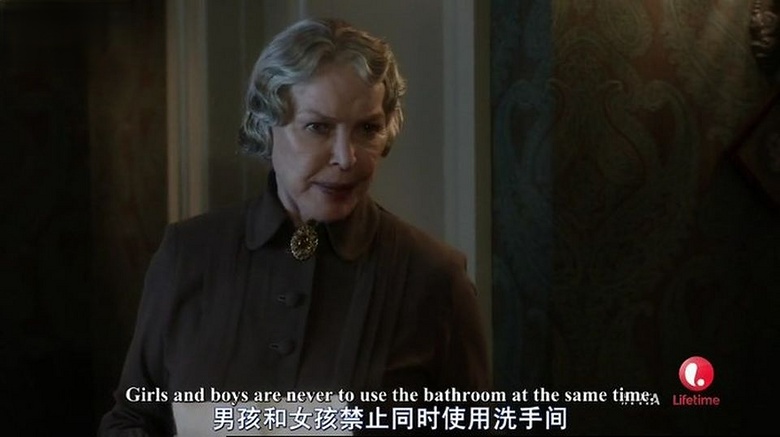 Girls and boys are never to use the bathroom at the same time.
男孩和女孩禁止同时使用洗手间
Lifetime